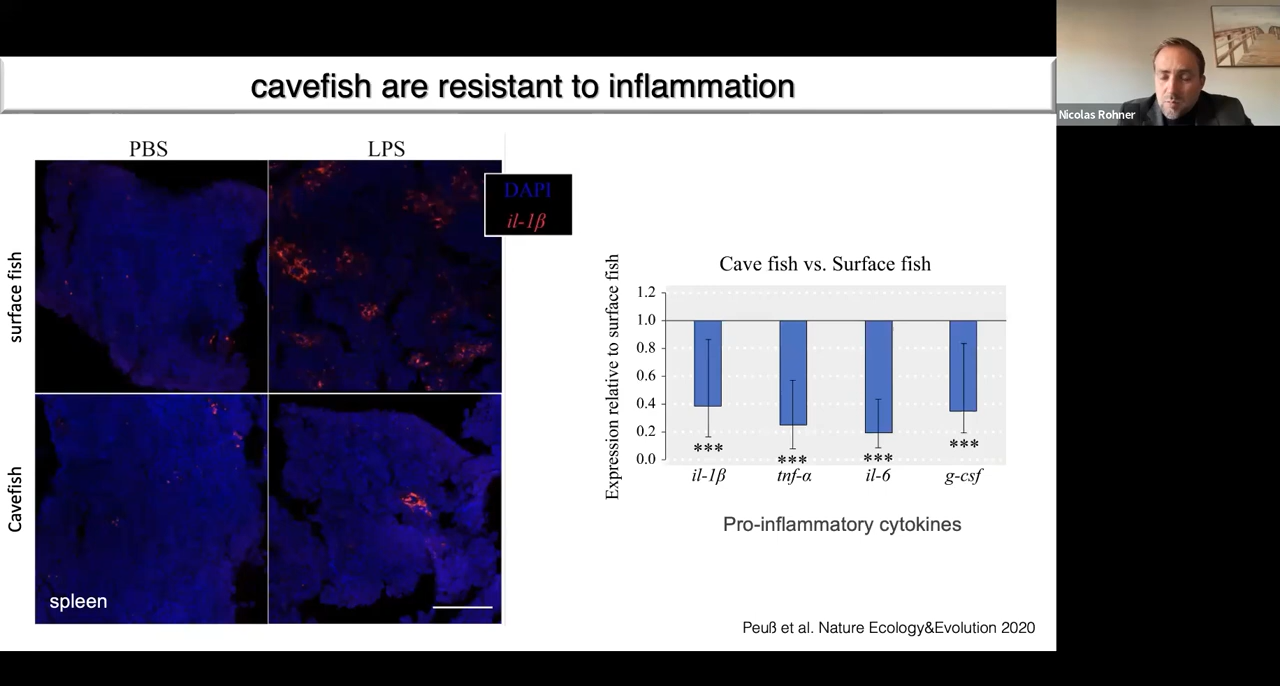 cavefish are resistant to inflammation
Nicolas Rohner
PBS
LPS
DAPI
il-1β
surface fish
Cavefish
spleen
Cave fish vs. Surface fish
Expression relative to surface fish
1.2
1.0
0.8
0.6
0.4
0.2
0.0
*** *** *** ***
il-1β tnf-α il-6 g-csf
Pro-inflammatory cytokines
Peuß et al. Nature Ecology&Evolution 2020